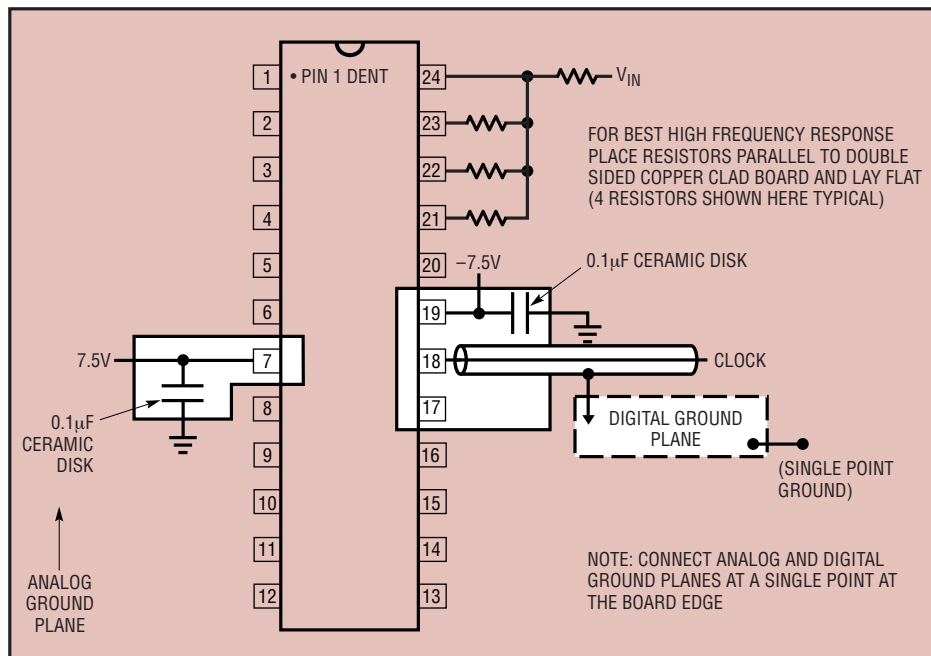 1
• PIN 1 DENT
24
V_IN
2
23
FOR BEST HIGH FREQUENCY RESPONSE
PLACE RESISTORS PARALLEL TO DOUBLE
SIDED COPPER CLAD BOARD AND LAY FLAT
(4 RESISTORS SHOWN HERE TYPICAL)
3
22
4
21
5
20
–7.5V
0.1µF CERAMIC DISK
6
19
7.5V
7
18
CLOCK
8
17
0.1µF
CERAMIC
DISK
DIGITAL GROUND
PLANE
9
16
(SINGLE POINT
GROUND)
10
15
11
14
12
13
ANALOG
GROUND
PLANE
NOTE: CONNECT ANALOG AND DIGITAL
GROUND PLANES AT A SINGLE POINT AT
THE BOARD EDGE